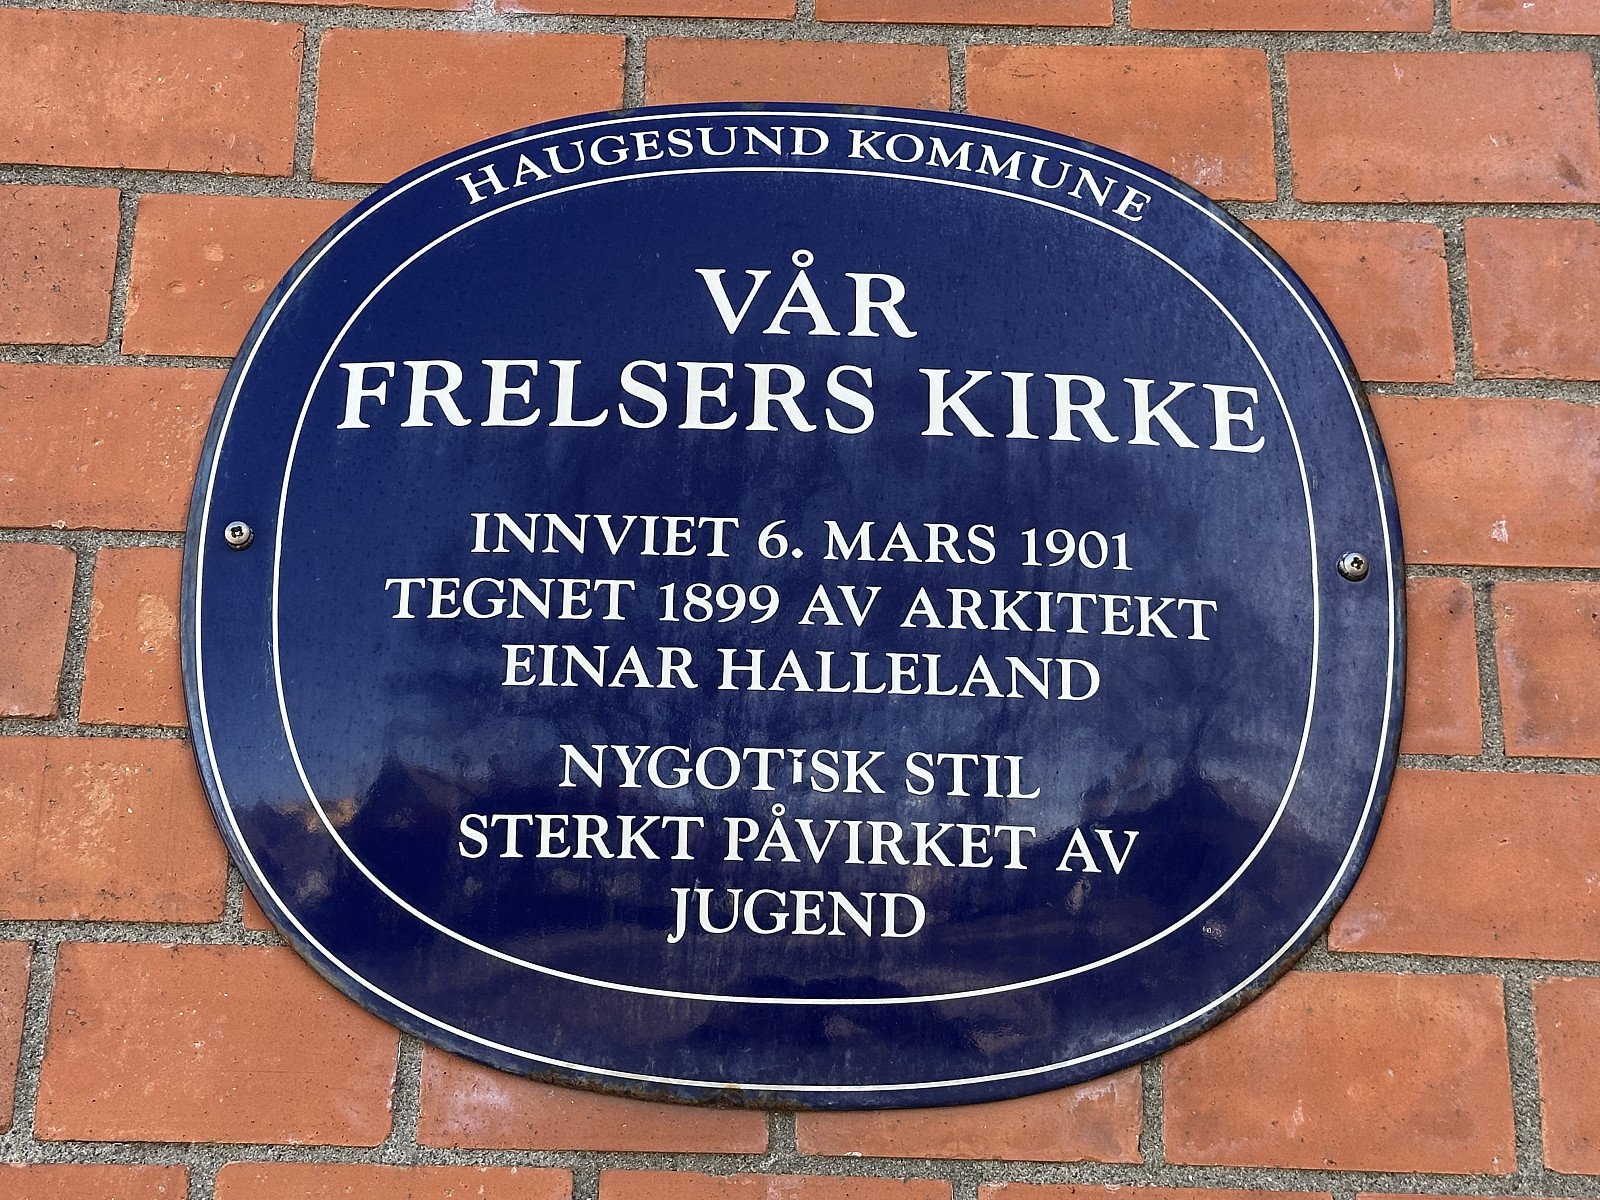 HAUGESUND KOMMUNE
VÅR
FRELSERS KIRKE
INNVIET 6. MARS 1901
TEGNET 1899 AV ARKITEKT
EINAR HALLELAND
NYGOTISK STIL
STERKT PÅVIRKET AV
JUGEND